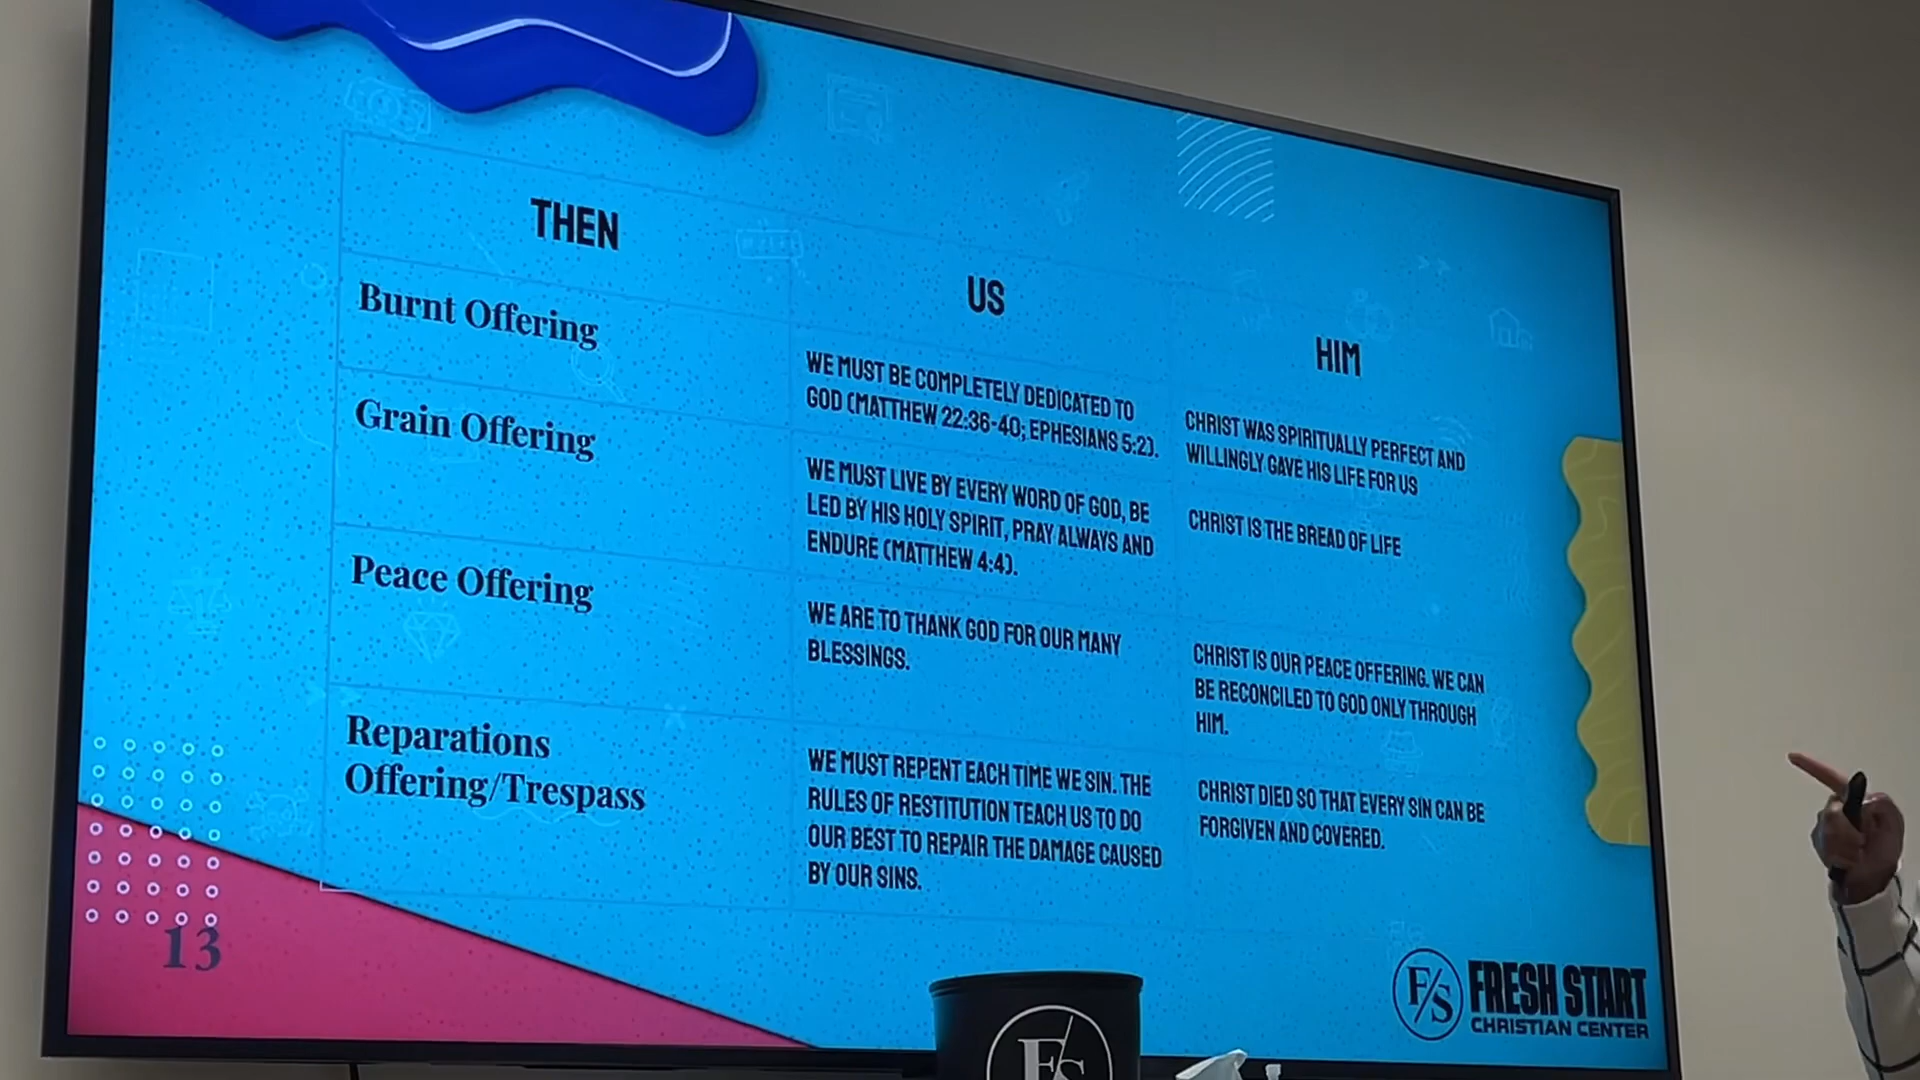 THEN
US
HIM
Burnt Offering
WE MUST BE COMPLETELY DEDICATED TO
GOD (MATTHEW 22:36-40; EPHESIANS 5:2).
CHRIST WAS SPIRITUALLY PERFECT AND
WILLINGLY GAVE HIS LIFE FOR US
Grain Offering
WE MUST LIVE BY EVERY WORD OF GOD, BE
LED BY HIS HOLY SPIRIT, PRAY ALWAYS AND
ENDURE (MATTHEW 4:4).
CHRIST IS THE BREAD OF LIFE
Peace Offering
WE ARE TO THANK GOD FOR OUR MANY
BLESSINGS.
CHRIST IS OUR PEACE OFFERING. WE CAN
BE RECONCILED TO GOD ONLY THROUGH
HIM.
Reparations
Offering/Trespass
WE MUST REPENT EACH TIME WE SIN. THE
RULES OF RESTITUTION TEACH US TO DO
OUR BEST TO REPAIR THE DAMAGE CAUSED
BY OUR SINS.
CHRIST DIED SO THAT EVERY SIN CAN BE
FORGIVEN AND COVERED.
13
F/S
FRESH START
CHRISTIAN CENTER
F/S